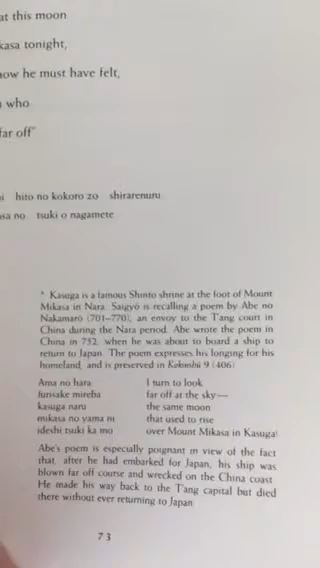 at this moon
kasa tonight,
how he must have felt,
who
far off"
hito no kokoro zo shirarenuru
asa no tsuki o nagamete
* Kasuga is a famous Shinto shrine at the foot of Mount
Mikasa in Nara. Saigyō is recalling a poem by Abe no
Nakamaro (701–770), an envoy to the T'ang court in
China during the Nara period. Abe wrote the poem in
China in 752, when he was about to board a ship to
return to Japan. The poem expresses his longing for his
homeland, and is preserved in Kokinshū 9 (406)
Ama no hara I turn to look
furisake mireba far off at the sky—
kasuga naru the same moon
mikasa no yama ni that used to rise
ideshi tsuki ka mo over Mount Mikasa in Kasuga!
Abe's poem is especially poignant in view of the fact
that, after he had embarked for Japan, his ship was
blown far off course and wrecked on the China coast
He made his way back to the T'ang capital but died
there without ever returning to Japan
73